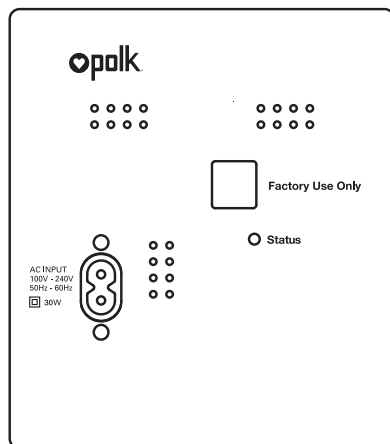 polk
Factory Use Only
Status
AC INPUT
100V - 240V
50Hz - 60Hz
30W